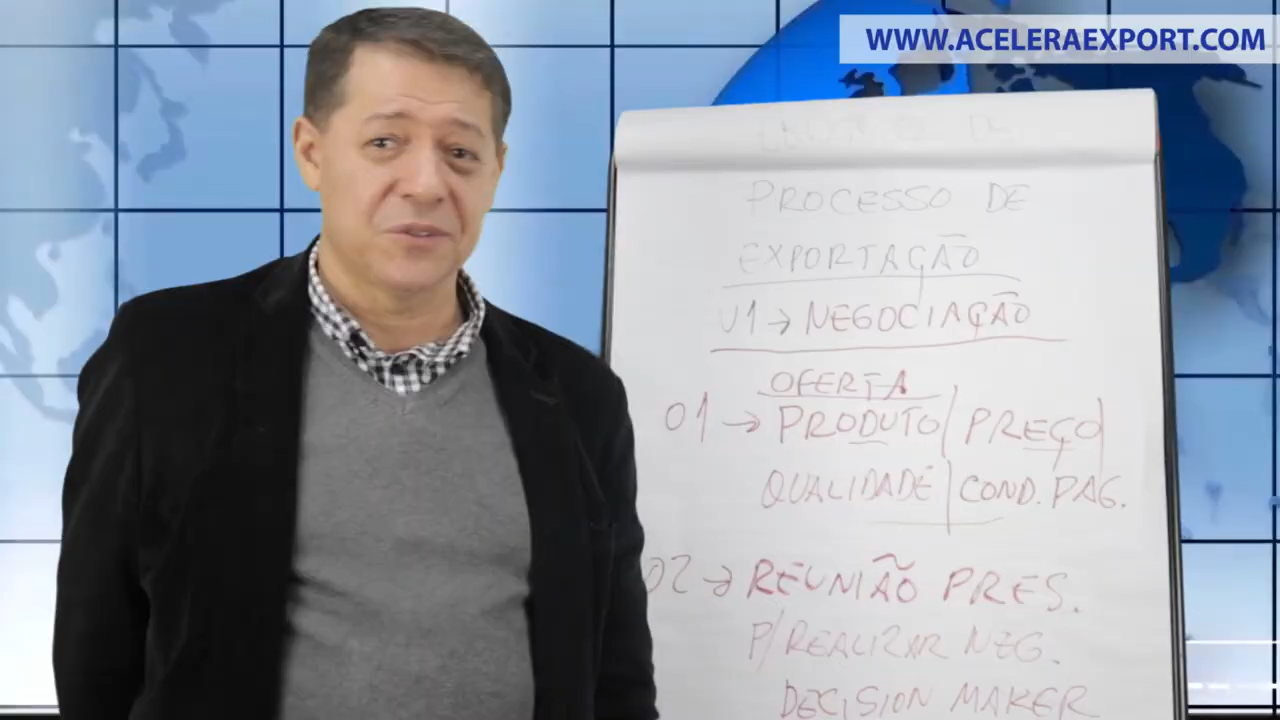 WWW.ACELERAEXPORT.COM
PROCESSO DE
EXPORTAÇÃO
V1 → NEGOCIAÇÃO
OFERTA
01 → PRODUTO / PREÇO
QUALIDADE | COND. PAG.
02 → REUNIÃO PRES.
P/ REALIZAR NEG.
DECISION MAKER